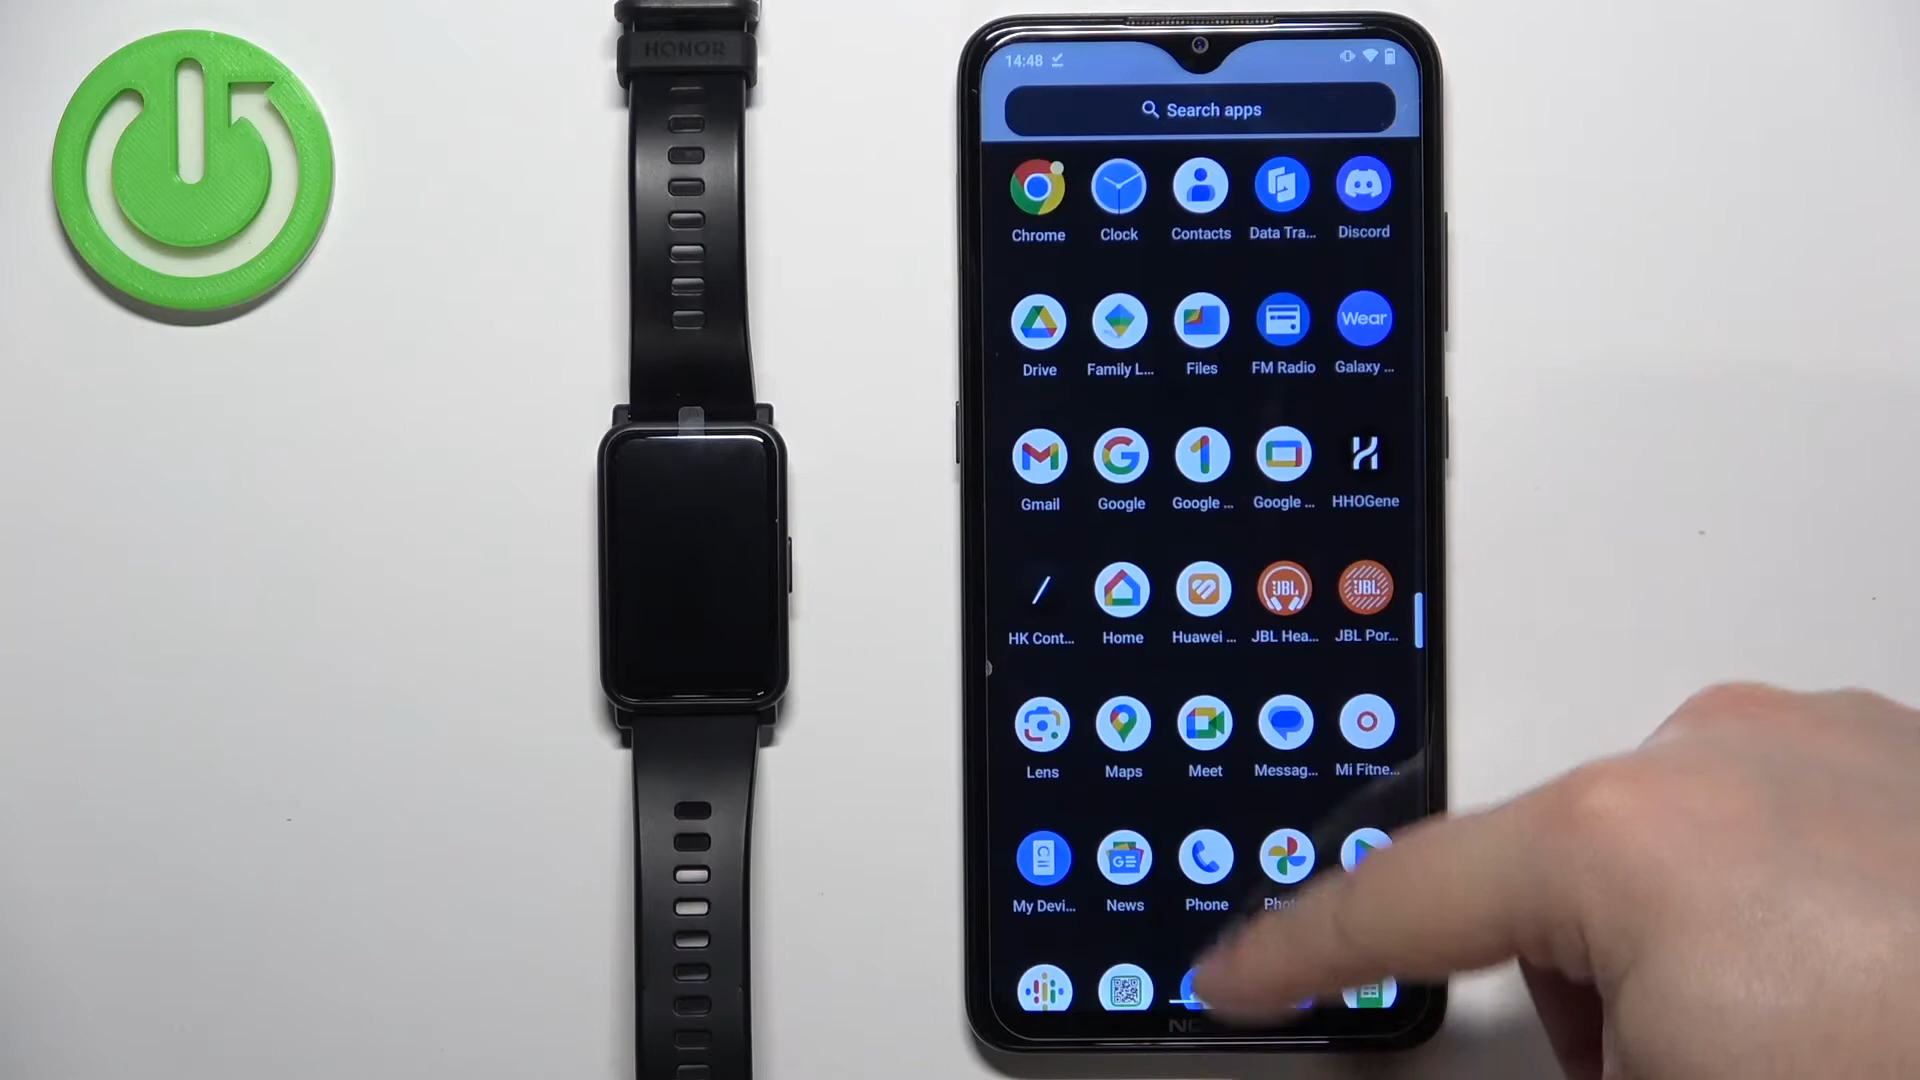 HONOR
14:48
Search apps
Chrome Clock Contacts Data Tra... Discord
Wear
Drive Family L... Files FM Radio Galaxy ...
Gmail Google Google ... Google ... HHOGene
JBL JBL
HK Cont... Home Huawei ... JBL Hea... JBL Por...
Lens Maps Meet Messag... Mi Fitne...
GE
My Devi... News Phone